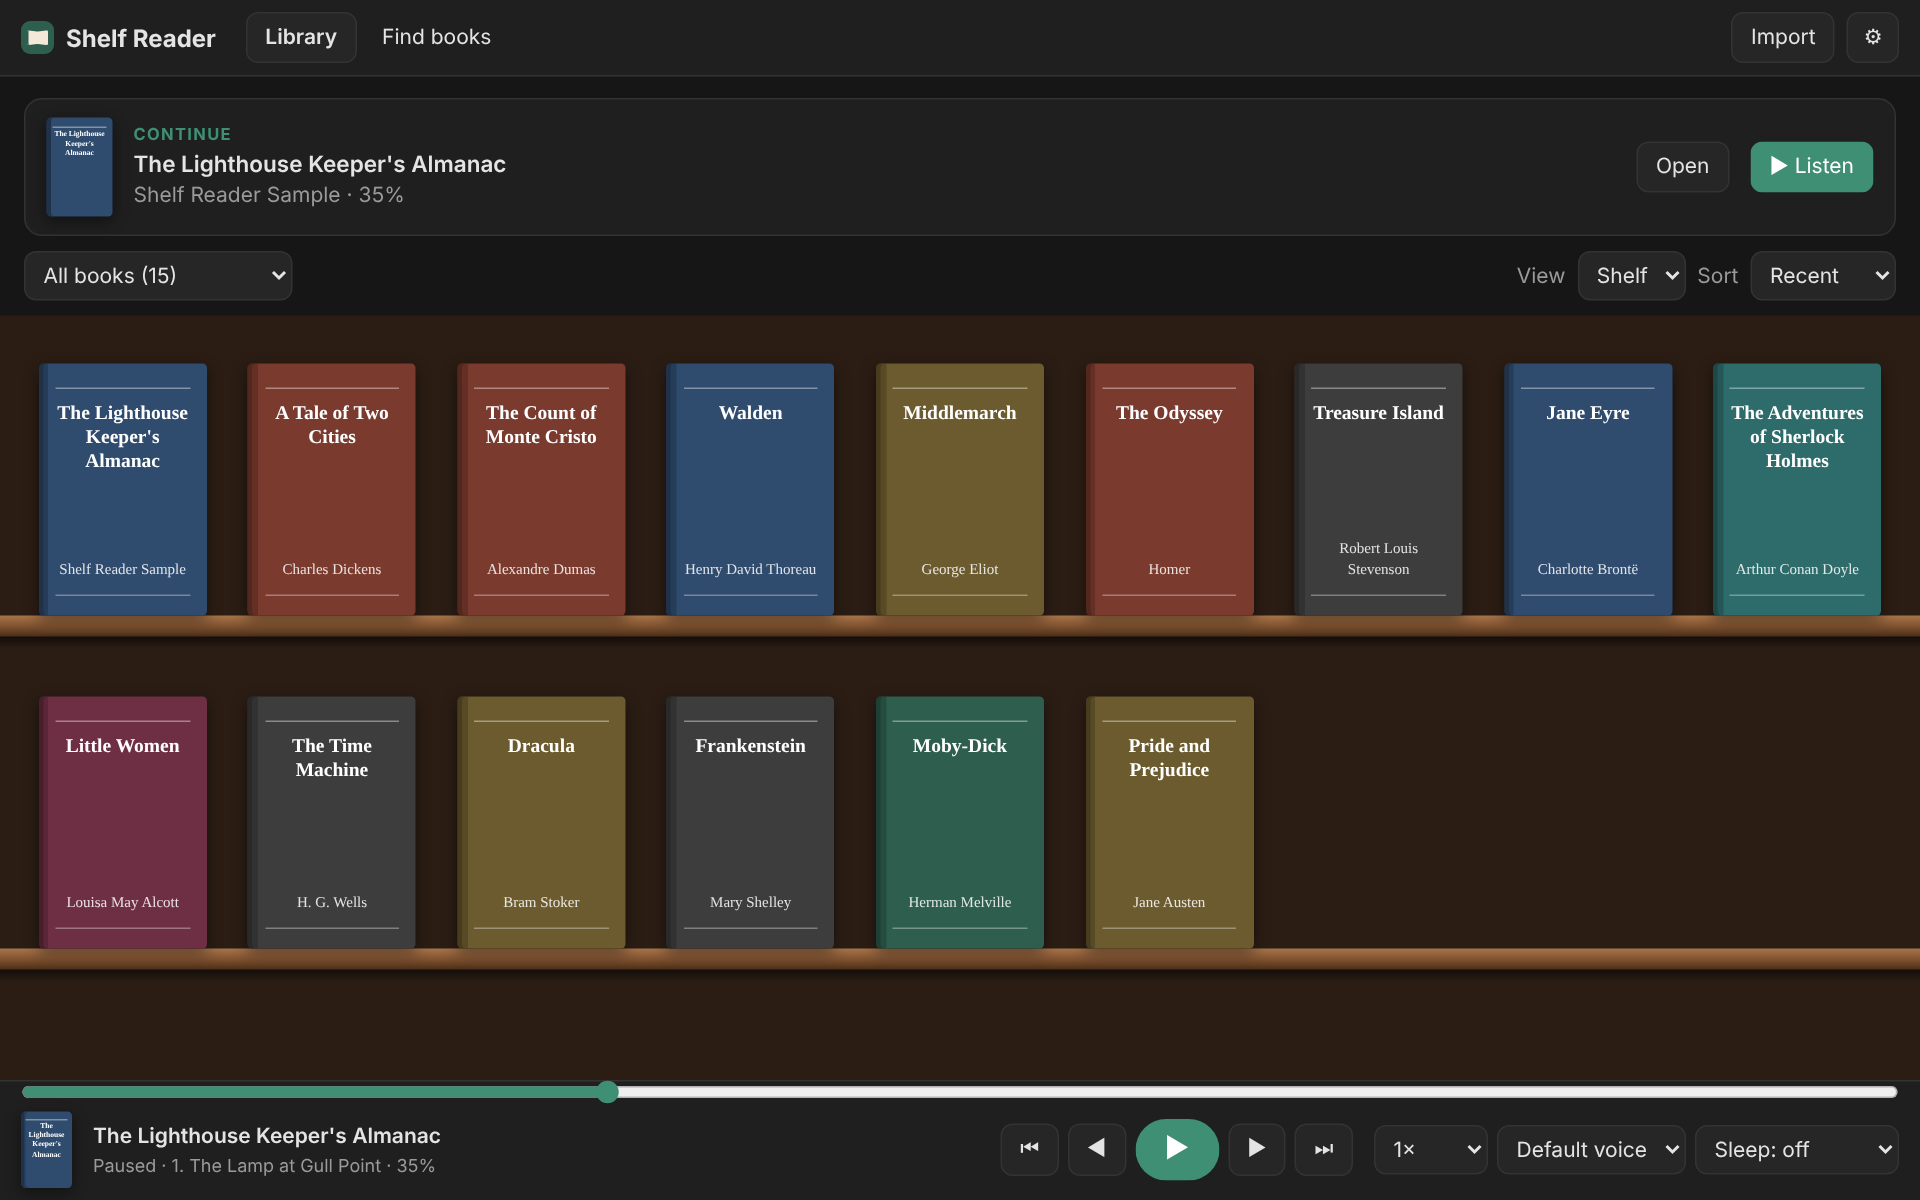 Shelf Reader
Library
Find books
Import
The Lighthouse
Keeper's
Almanac
CONTINUE
The Lighthouse Keeper's Almanac
Shelf Reader Sample · 35%
Open
Listen
All books (15)
View
Shelf
Sort
Recent
The Lighthouse
Keeper's
Almanac
Shelf Reader Sample
A Tale of Two
Cities
Charles Dickens
The Count of
Monte Cristo
Alexandre Dumas
Walden
Henry David Thoreau
Middlemarch
George Eliot
The Odyssey
Homer
Treasure Island
Robert Louis
Stevenson
Jane Eyre
Charlotte Brontë
The Adventures
of Sherlock
Holmes
Arthur Conan Doyle
Little Women
Louisa May Alcott
The Time
Machine
H. G. Wells
Dracula
Bram Stoker
Frankenstein
Mary Shelley
Moby-Dick
Herman Melville
Pride and
Prejudice
Jane Austen
The
Lighthouse
Keeper's
Almanac
The Lighthouse Keeper's Almanac
Paused · 1. The Lamp at Gull Point · 35%
1×
Default voice
Sleep: off